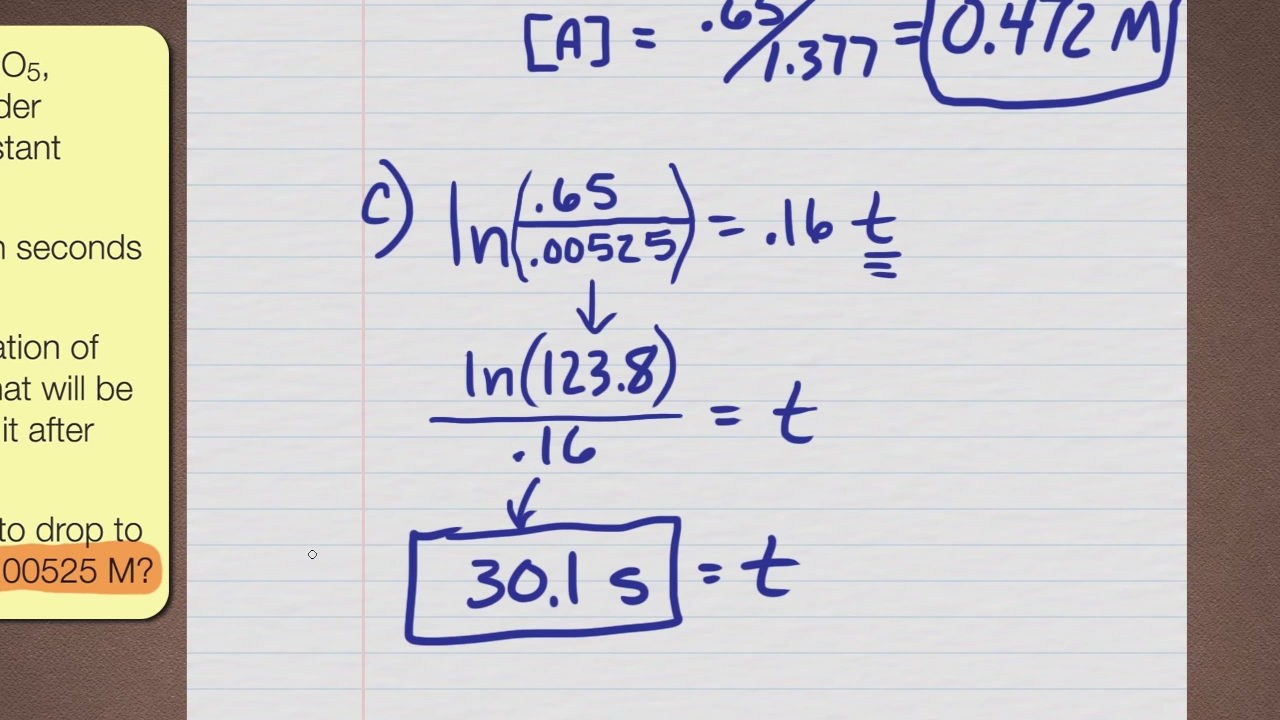 O₅,
der
stant
n seconds
ation of
hat will be
it after
to drop to
00525 M?
[A] = .65/1.377 = 0.472 M
c) ln(.65/.00525) = .16 t
ln(123.8)/.16 = t
30.1 s = t